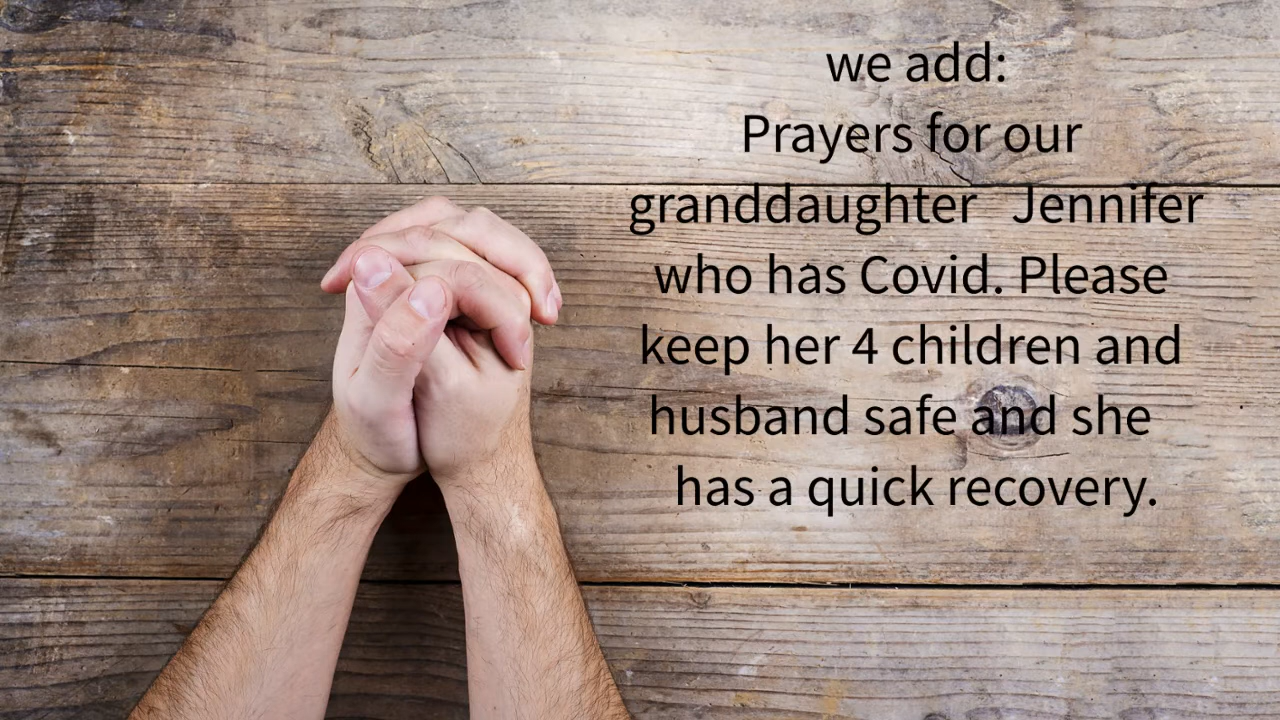 we add:
Prayers for our
granddaughter Jennifer
who has Covid. Please
keep her 4 children and
husband safe and she
has a quick recovery.